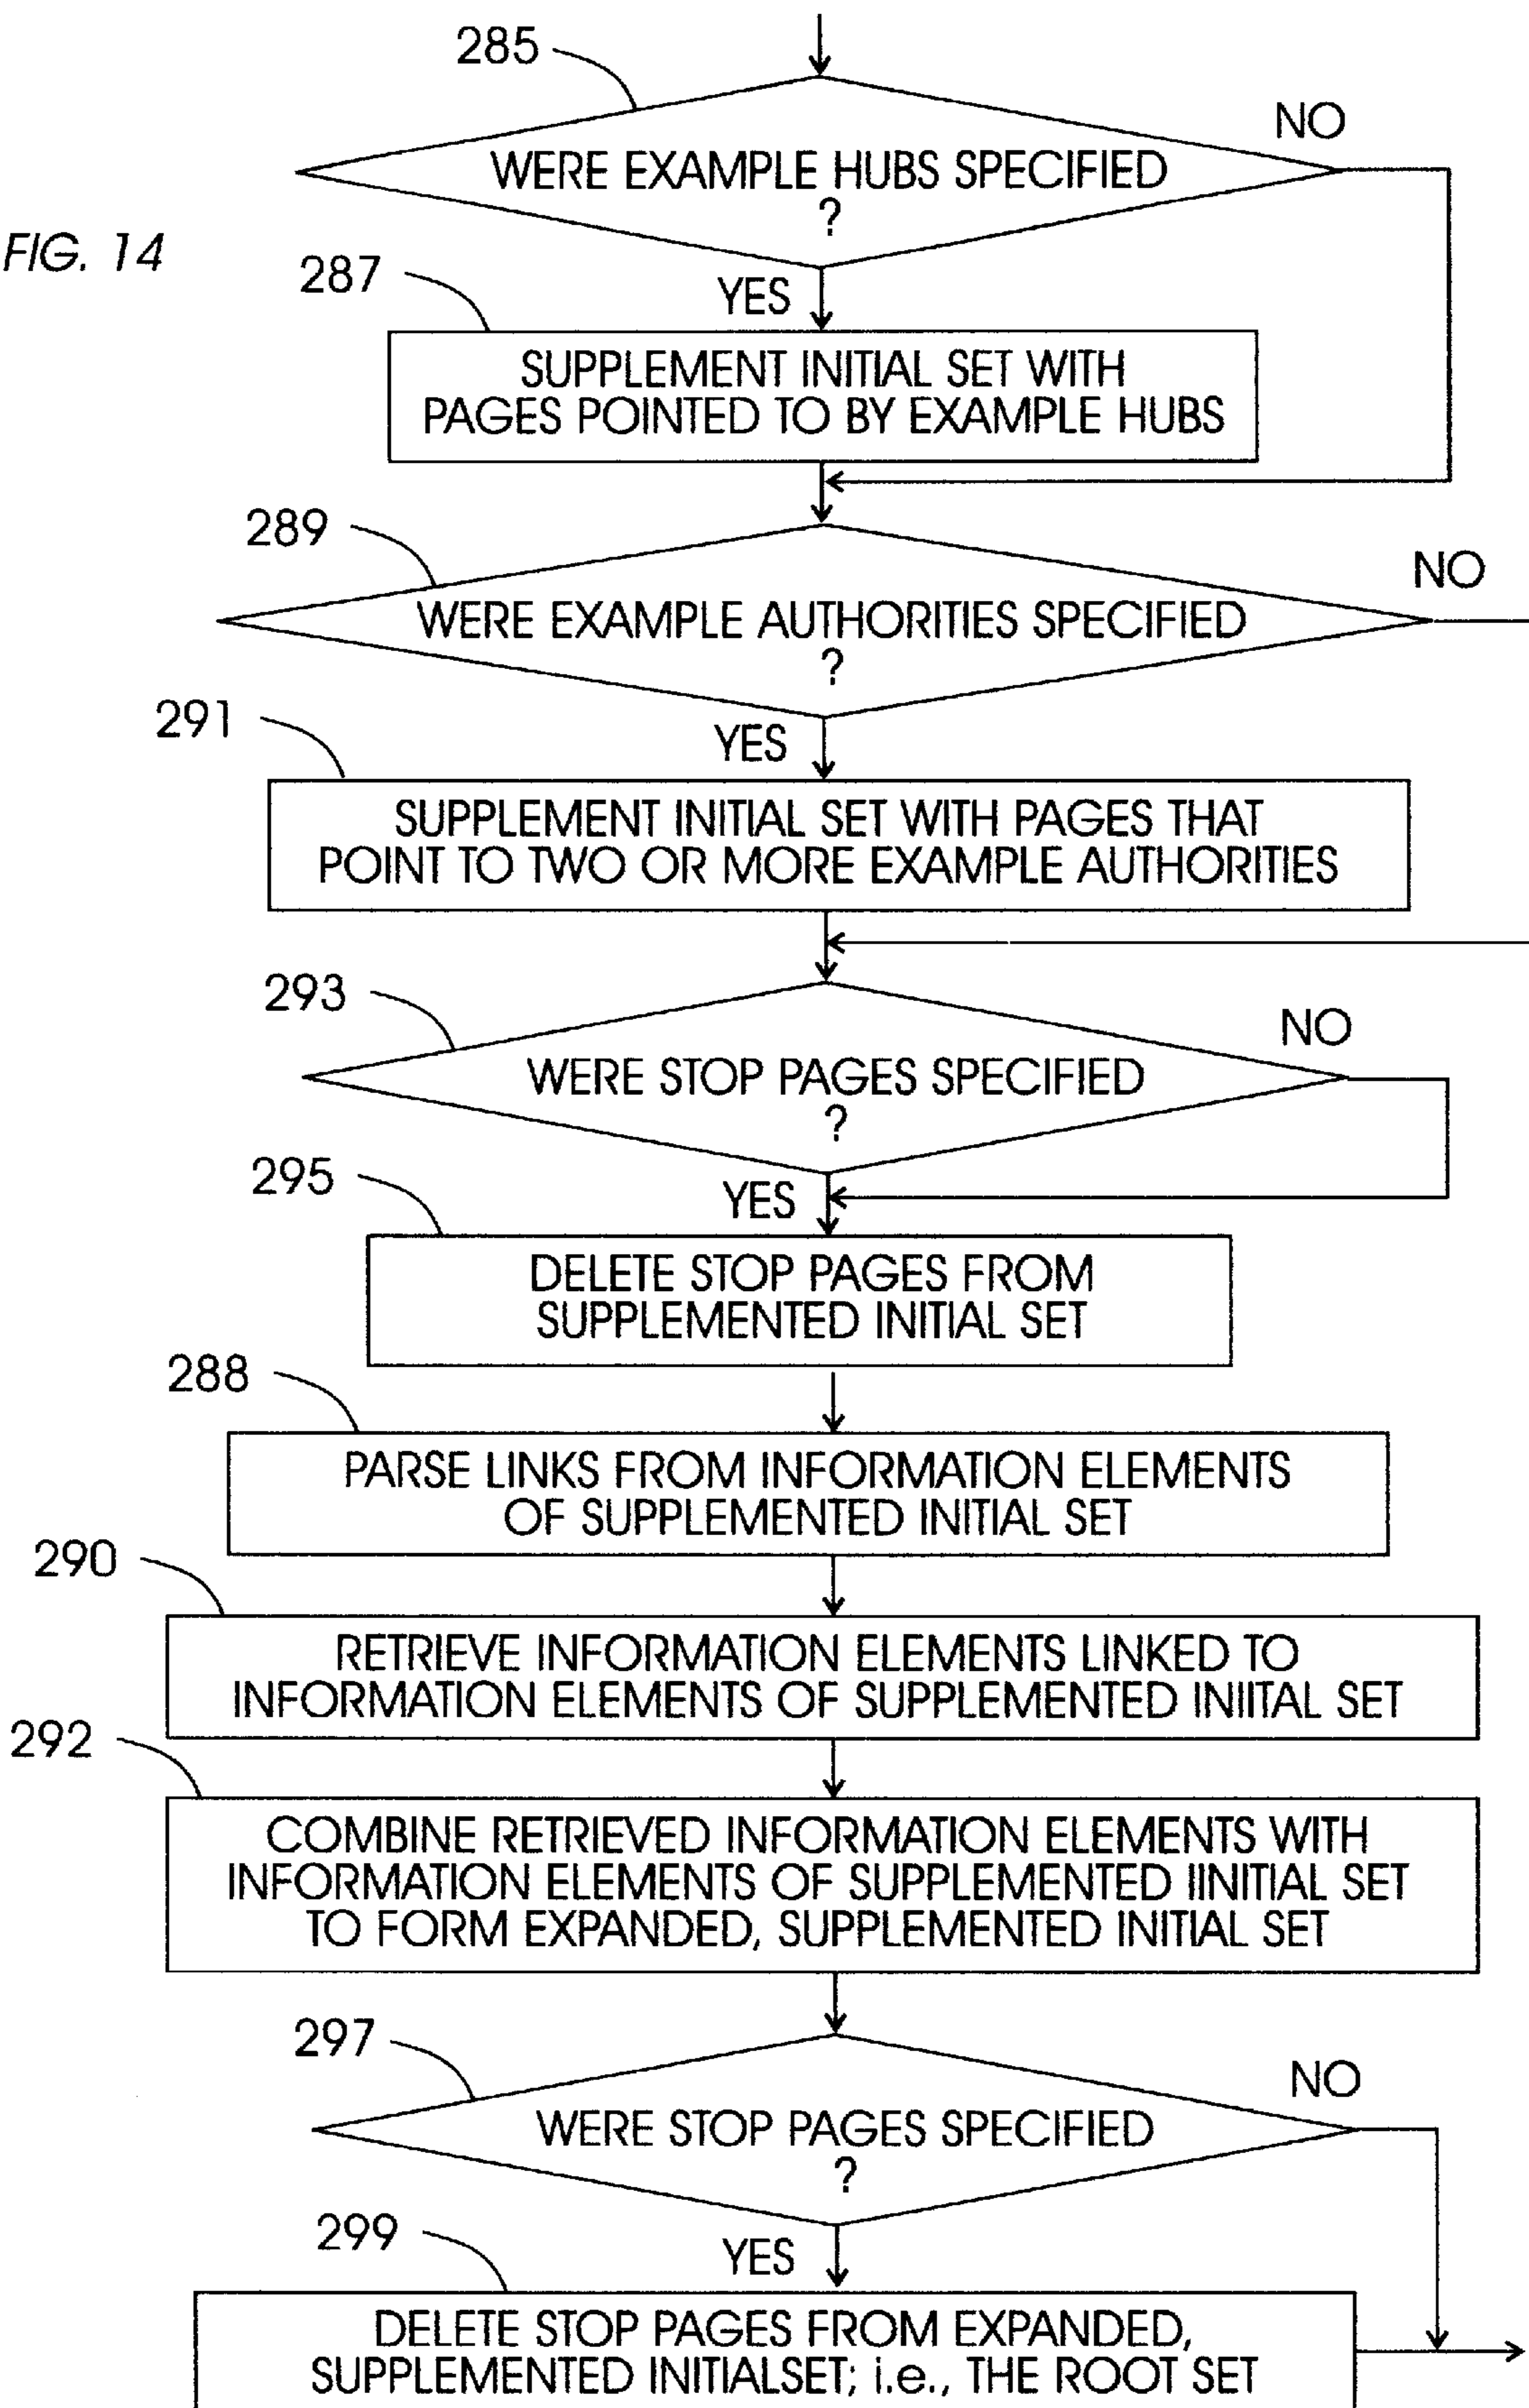 285
NO
WERE EXAMPLE HUBS SPECIFIED
?
FIG. 14
287
YES
SUPPLEMENT INITIAL SET WITH
PAGES POINTED TO BY EXAMPLE HUBS
289
NO
WERE EXAMPLE AUTHORITIES SPECIFIED
?
291
YES
SUPPLEMENT INITIAL SET WITH PAGES THAT
POINT TO TWO OR MORE EXAMPLE AUTHORITIES
293
NO
WERE STOP PAGES SPECIFIED
?
295
YES
DELETE STOP PAGES FROM
SUPPLEMENTED INITIAL SET
288
PARSE LINKS FROM INFORMATION ELEMENTS
OF SUPPLEMENTED INITIAL SET
290
RETRIEVE INFORMATION ELEMENTS LINKED TO
INFORMATION ELEMENTS OF SUPPLEMENTED INIITAL SET
292
COMBINE RETRIEVED INFORMATION ELEMENTS WITH
INFORMATION ELEMENTS OF SUPPLEMENTED IINITIAL SET
TO FORM EXPANDED, SUPPLEMENTED INITIAL SET
297
NO
WERE STOP PAGES SPECIFIED
?
299
YES
DELETE STOP PAGES FROM EXPANDED,
SUPPLEMENTED INITIALSET; i.e., THE ROOT SET